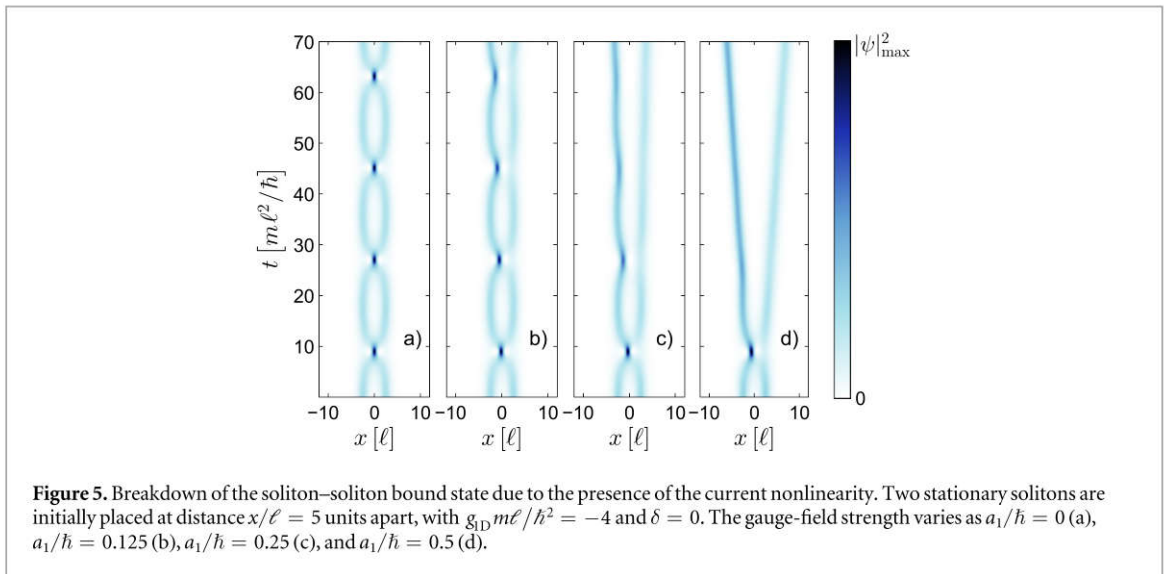 70
60
50
40
30
20
10
t [mℓ²/ħ]
a)
b)
c)
d)
|ψ|²max
0
−10 0 10 −10 0 10 −10 0 10 −10 0 10
x [ℓ] x [ℓ] x [ℓ] x [ℓ]
Figure 5. Breakdown of the soliton–soliton bound state due to the presence of the current nonlinearity. Two stationary solitons are
initially placed at distance x/ℓ = 5 units apart, with g1Dmℓ/ħ² = −4 and δ = 0. The gauge-field strength varies as a₁/ħ = 0 (a),
a₁/ħ = 0.125 (b), a₁/ħ = 0.25 (c), and a₁/ħ = 0.5 (d).